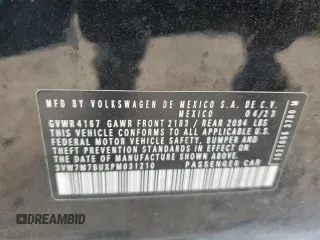 MFD. BY VOLKSWAGEN DE MEXICO S.A. DE C.V.
04/23
GVWR 4167 GAWR FRONT 2183 / REAR 2094 LBS
THIS VEHICLE CONFORMS TO ALL APPLICABLE
FEDERAL MOTOR VEHICLE SAFETY, BUMPER, AND
THEFT PREVENTION STANDARDS IN EFFECT ON THE
DATE OF MANUFACTURE SHOWN ABOVE.
3VW7M7BUXPM031210 PASSENGER CAR
MODEL
DREAMBID